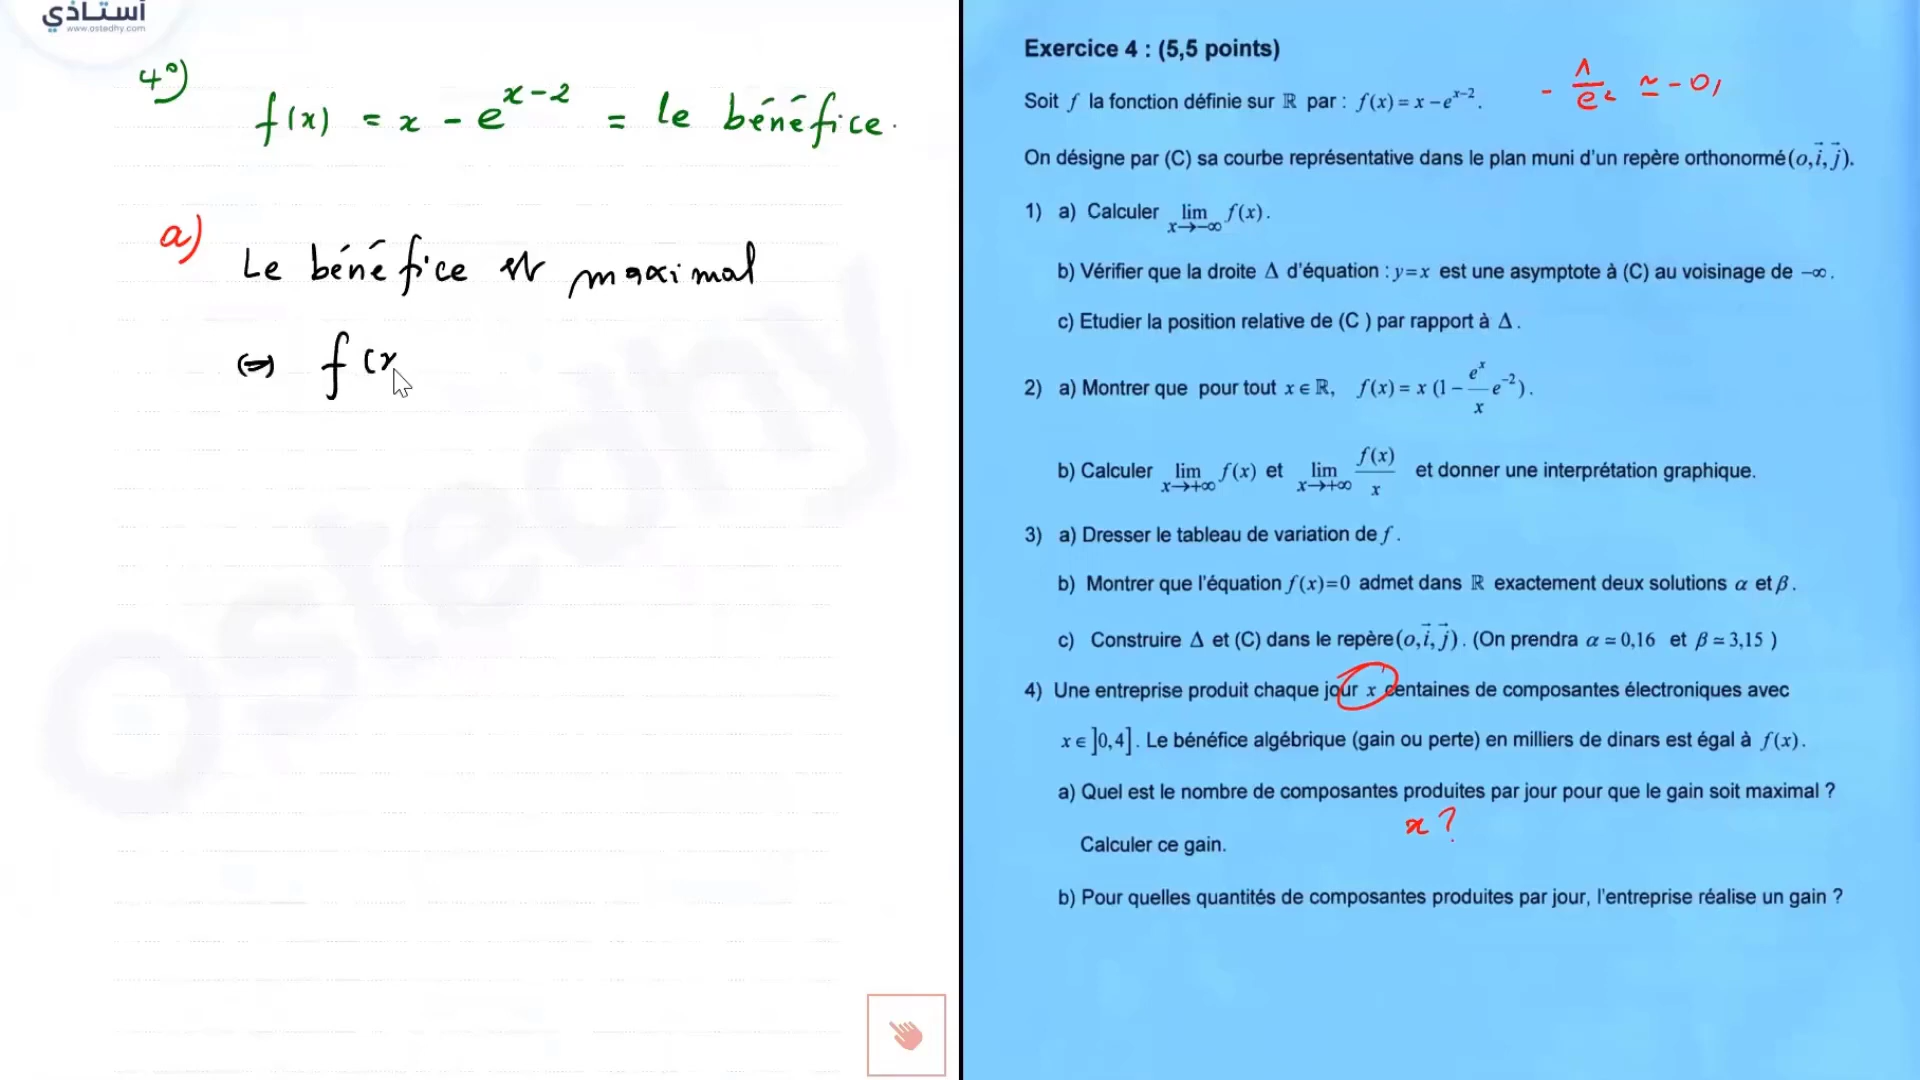 أستاذي
www.ostedhy.com
4°)
f(x) = x - e^{x-2} = le bénéfice.
a)
Le bénéfice est maximal
⇔ f(x
Ostedhy
Exercice 4 : (5,5 points)
- 1/e² ≃ -0,
Soit f la fonction définie sur ℝ par : f(x) = x - e^{x-2}.
On désigne par (C) sa courbe représentative dans le plan muni d'un repère orthonormé (o, i⃗, j⃗).
1) a) Calculer lim_{x→-∞} f(x).
b) Vérifier que la droite Δ d'équation : y = x est une asymptote à (C) au voisinage de -∞.
c) Etudier la position relative de (C ) par rapport à Δ.
2) a) Montrer que pour tout x ∈ ℝ, f(x) = x (1 - e^x/x e^{-2}).
b) Calculer lim_{x→+∞} f(x) et lim_{x→+∞} f(x)/x et donner une interprétation graphique.
3) a) Dresser le tableau de variation de f.
b) Montrer que l'équation f(x)=0 admet dans ℝ exactement deux solutions α et β.
c) Construire Δ et (C) dans le repère (o, i⃗, j⃗). (On prendra α ≃ 0,16 et β ≃ 3,15 )
4) Une entreprise produit chaque jour x centaines de composantes électroniques avec
x ∈ ]0,4]. Le bénéfice algébrique (gain ou perte) en milliers de dinars est égal à f(x).
a) Quel est le nombre de composantes produites par jour pour que le gain soit maximal ?
x ?
Calculer ce gain.
b) Pour quelles quantités de composantes produites par jour, l'entreprise réalise un gain ?